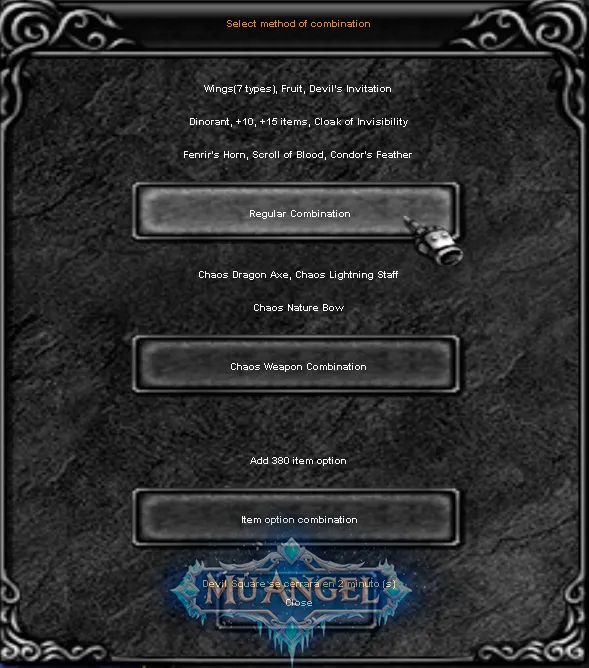 Select method of combination
Wings(7 types), Fruit, Devil's Invitation
Dinorant, +10, +15 items, Cloak of Invisibility
Fenrir's Horn, Scroll of Blood, Condor's Feather
Regular Combination
Chaos Dragon Axe, Chaos Lightning Staff
Chaos Nature Bow
Chaos Weapon Combination
Add 380 item option
Item option combination
Devil Square se cerrara en 2 minuto (s)
MUANGEL
Close